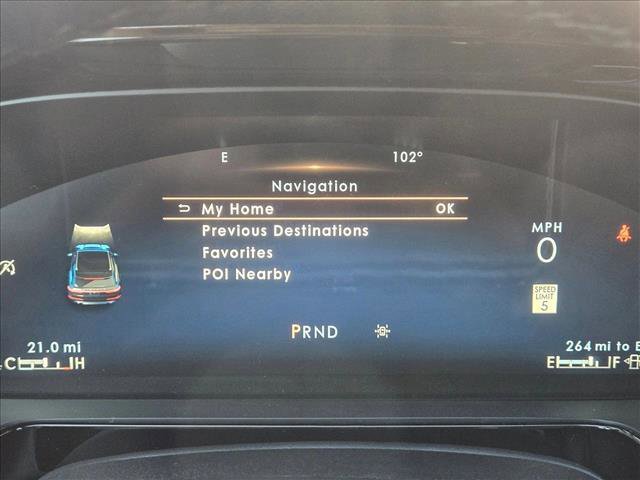 E 102°
Navigation
My Home OK
Previous Destinations
Favorites
POI Nearby
MPH
0
SPEED
LIMIT
5
PRND
21.0 mi
264 mi to E
C H
E F